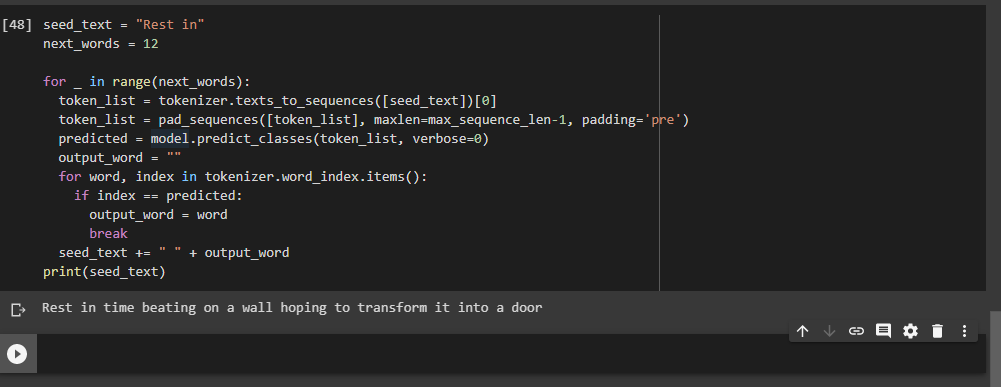 [48] seed_text = "Rest in"
next_words = 12
for _ in range(next_words):
token_list = tokenizer.texts_to_sequences([seed_text])[0]
token_list = pad_sequences([token_list], maxlen=max_sequence_len-1, padding='pre')
predicted = model.predict_classes(token_list, verbose=0)
output_word = ""
for word, index in tokenizer.word_index.items():
if index == predicted:
output_word = word
break
seed_text += " " + output_word
print(seed_text)
Rest in time beating on a wall hoping to transform it into a door